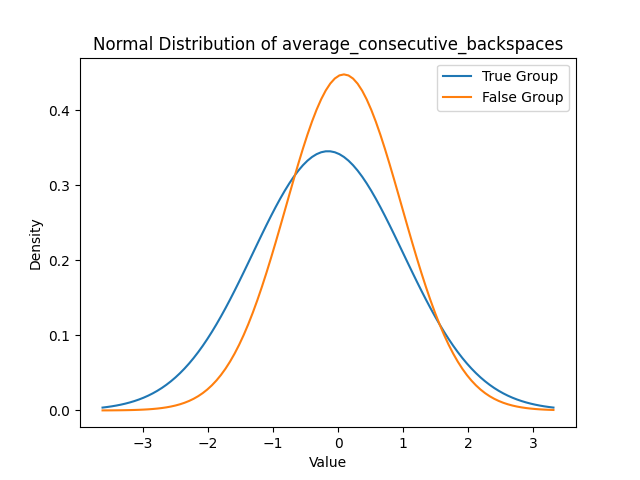 Normal Distribution of average_consecutive_backspaces
True Group
False Group
Density
0.4
0.3
0.2
0.1
0.0
−3
−2
−1
0
1
2
3
Value